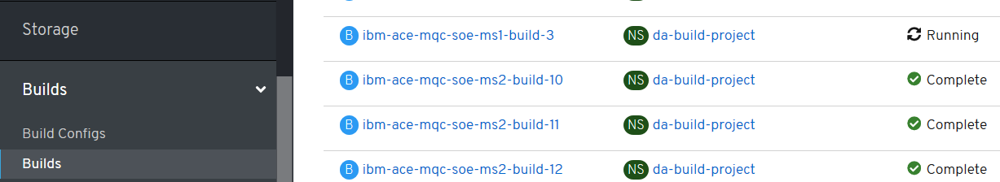 Storage
Builds
Build Configs
Builds
B ibm-ace-mqc-soe-ms1-build-3 NS da-build-project Running
B ibm-ace-mqc-soe-ms2-build-10 NS da-build-project Complete
B ibm-ace-mqc-soe-ms2-build-11 NS da-build-project Complete
B ibm-ace-mqc-soe-ms2-build-12 NS da-build-project Complete